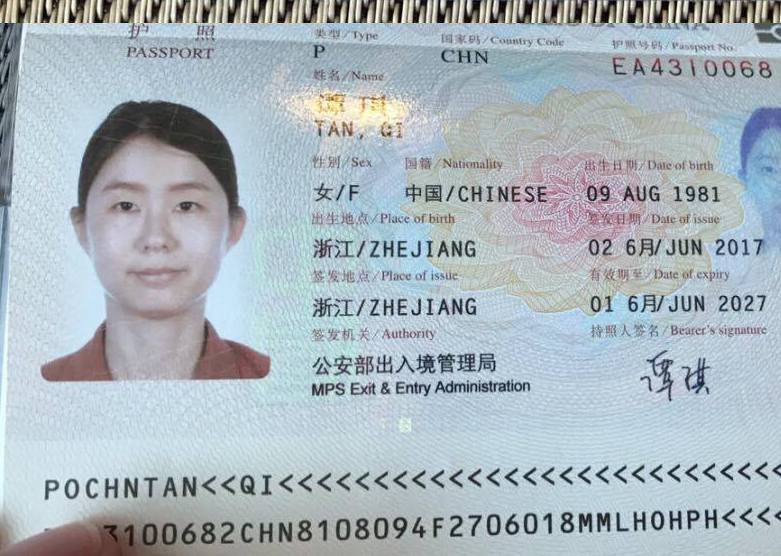 护 照
PASSPORT
类型/Type
P
国家码/Country Code
CHN
护照号码/Passport No.
EA4310068
姓名/Name
谭 琪
TAN, QI
性别/Sex
女/F
国籍/Nationality
中国/CHINESE
出生日期/Date of birth
09 AUG 1981
出生地点/Place of birth
浙江/ZHEJIANG
签发日期/Date of issue
02 6月/JUN 2017
签发地点/Place of issue
浙江/ZHEJIANG
有效期至/Date of expiry
01 6月/JUN 2027
签发机关/Authority
公安部出入境管理局
MPS Exit & Entry Administration
持照人签名/Bearer's signature
谭琪
POCHNTAN<<QI<<<<<<<<<<<<<<<<<<<<<<<<<<<
3100682CHN8108094F2706018MMLHOHPH<<<<